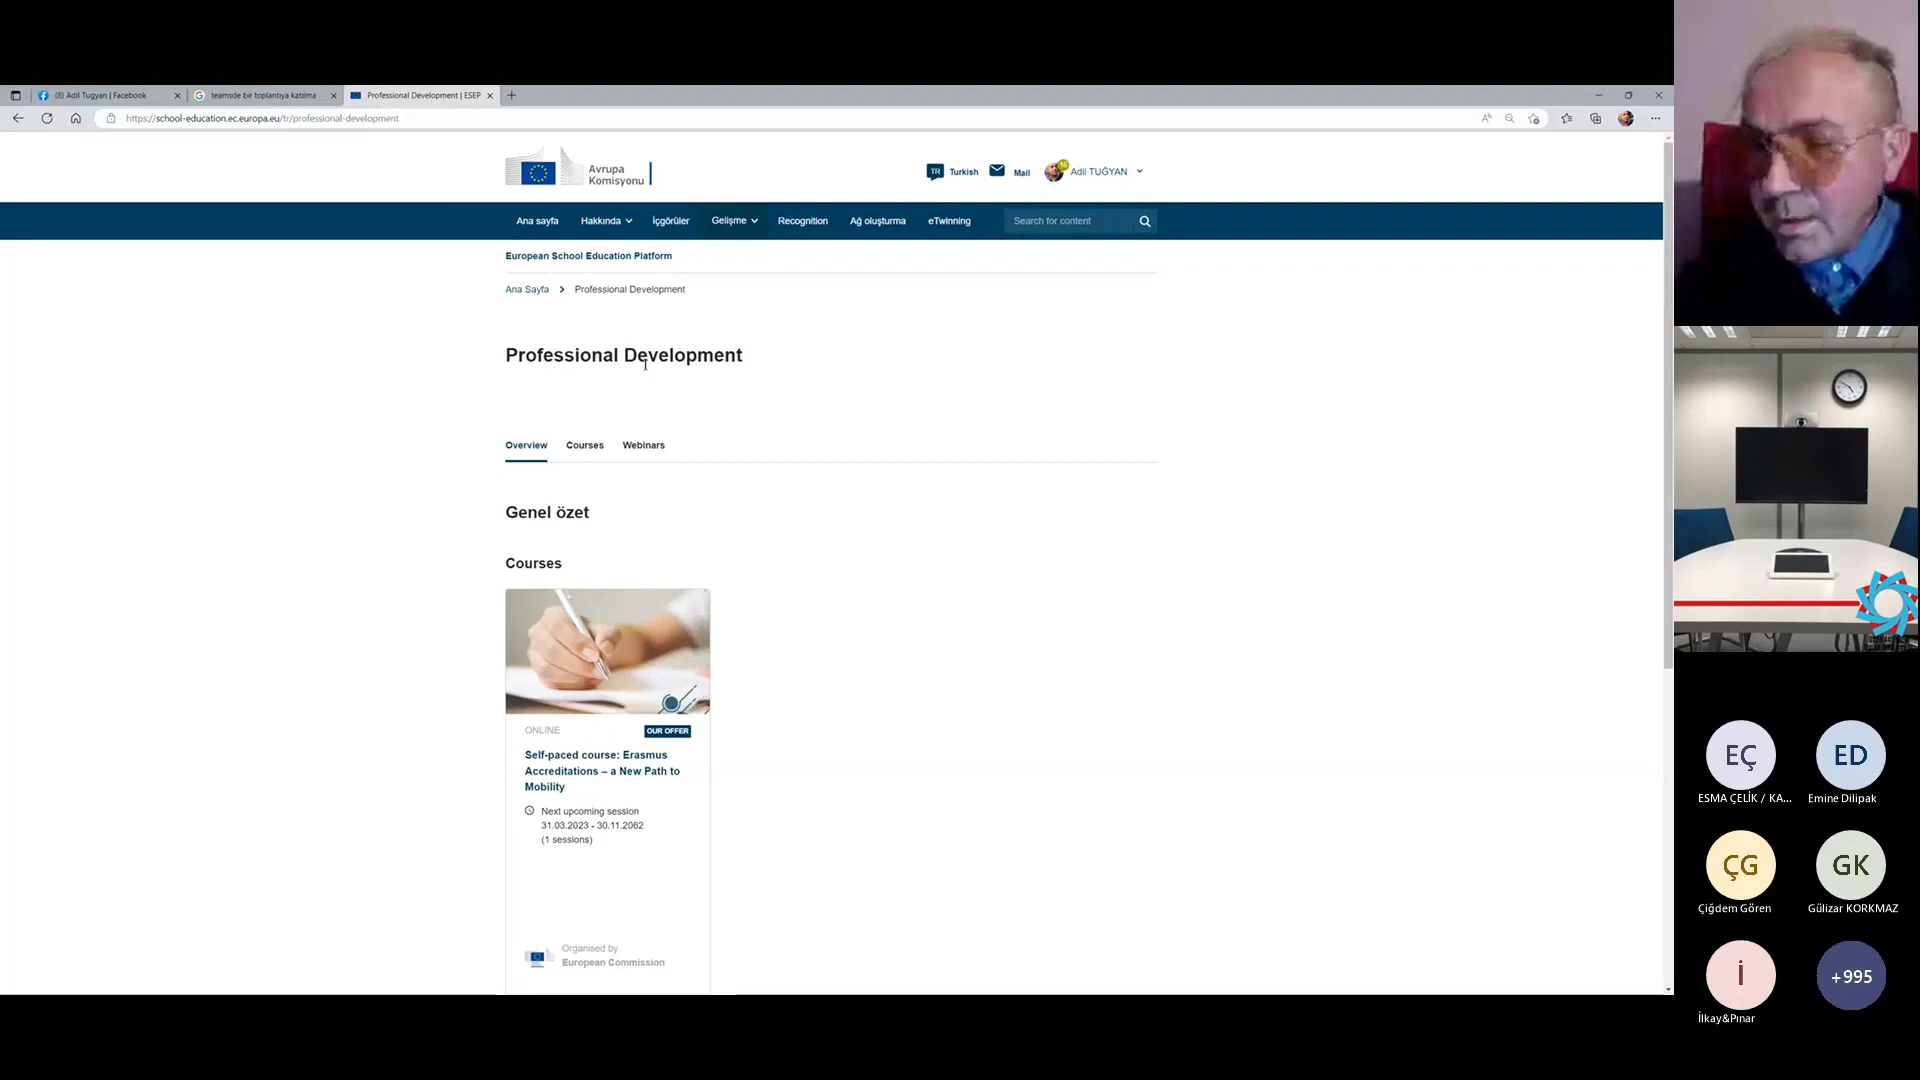 (8) Adil Tugyan | Facebook
teamsde bir toplantıya katılma
Professional Development | ESEP
https://school-education.ec.europa.eu/tr/professional-development
Avrupa
Komisyonu
TR Turkish
Mail
Adil TUĞYAN
Ana sayfa
Hakkında
İçgörüler
Gelişme
Recognition
Ağ oluşturma
eTwinning
Search for content
European School Education Platform
Ana Sayfa > Professional Development
Professional Development
Overview
Courses
Webinars
Genel özet
Courses
ONLINE
OUR OFFER
Self-paced course: Erasmus
Accreditations – a New Path to
Mobility
Next upcoming session
31.03.2023 - 30.11.2062
(1 sessions)
Organised by
European Commission
EÇ
ESMA ÇELİK / KA...
ED
Emine Dilipak
ÇG
Çiğdem Gören
GK
Gülizar KORKMAZ
İ
İlkay&Pınar
+995